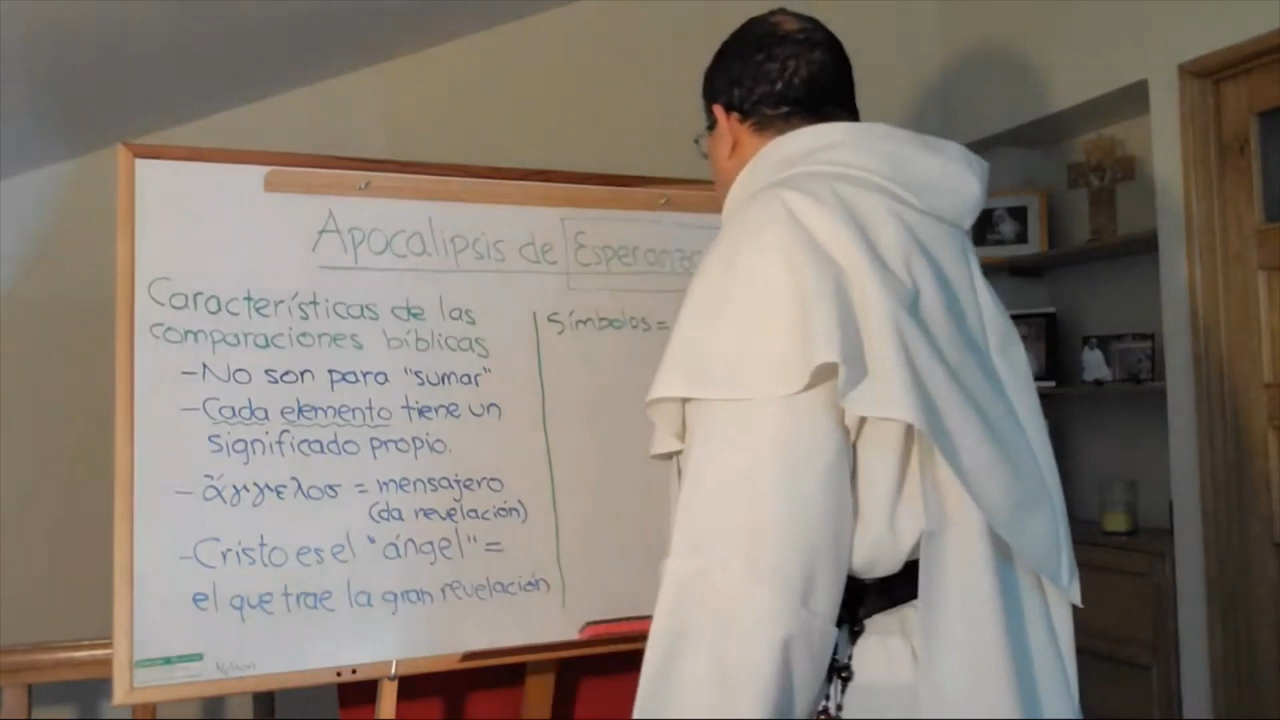 Apocalipsis de Esperanza
Características de las
comparaciones bíblicas
-No son para "sumar"
-Cada elemento tiene un
significado propio.
- ἄγγελοσ = mensajero
(da revelación)
-Cristo es el "ángel" =
el que trae la gran revelación
Símbolos =